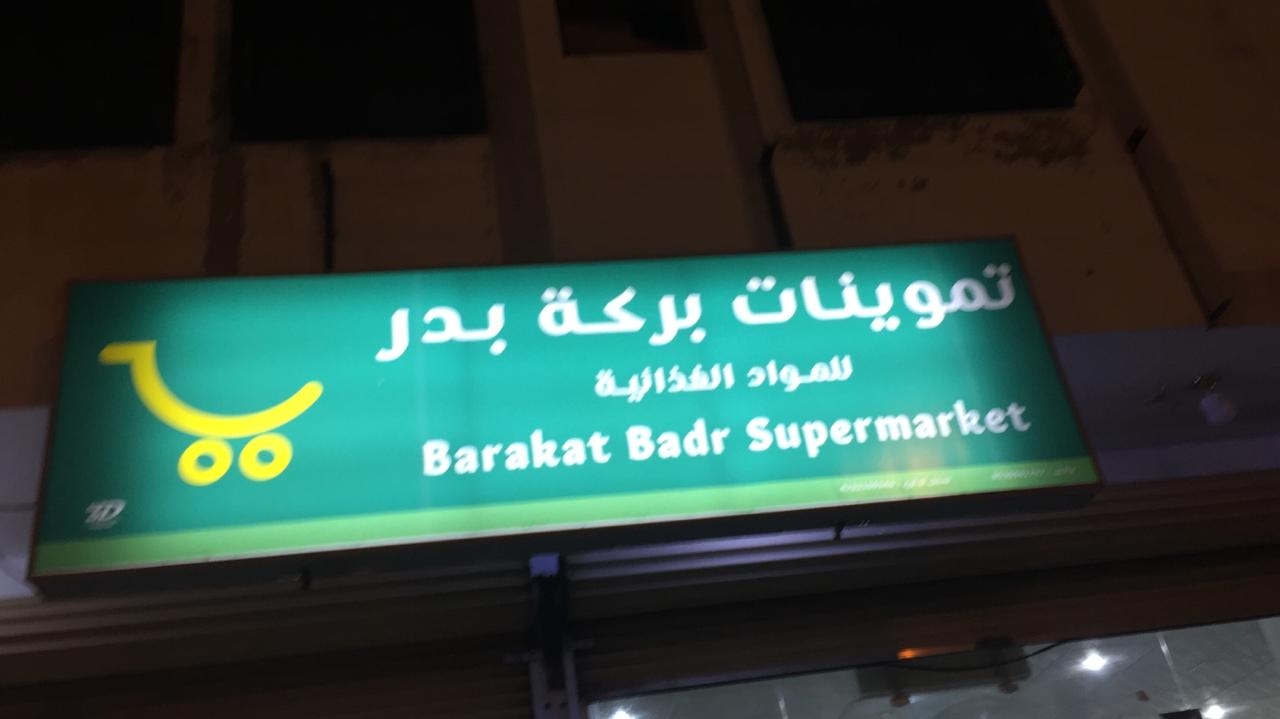 تموينات بركة بدر
للمواد الغذائية
Barakat Badr Supermarket